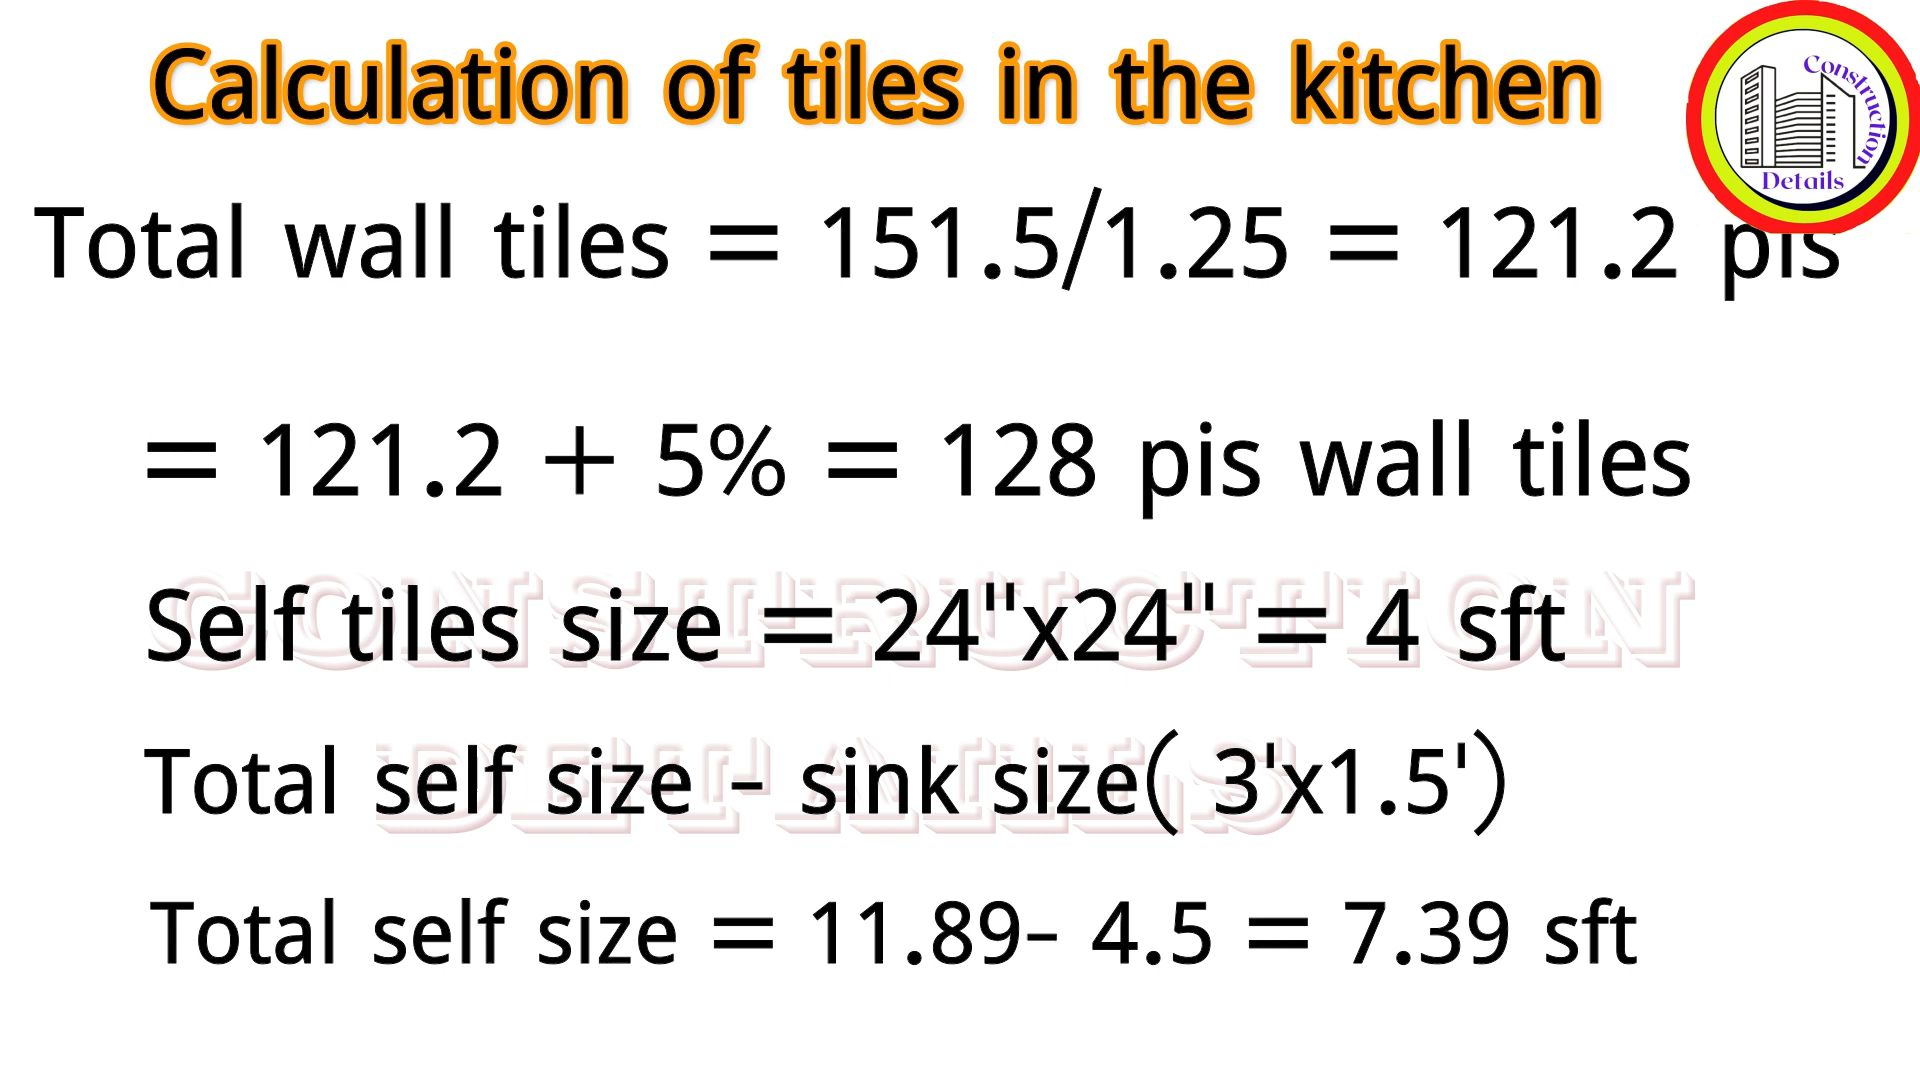 Calculation of tiles in the kitchen
Construction
Details
Total wall tiles = 151.5/1.25 = 121.2 pis
= 121.2 + 5% = 128 pis wall tiles
CONSTRUCTION
Self tiles size = 24"x24" = 4 sft
DETAILS
Total self size - sink size( 3'x1.5')
Total self size = 11.89- 4.5 = 7.39 sft